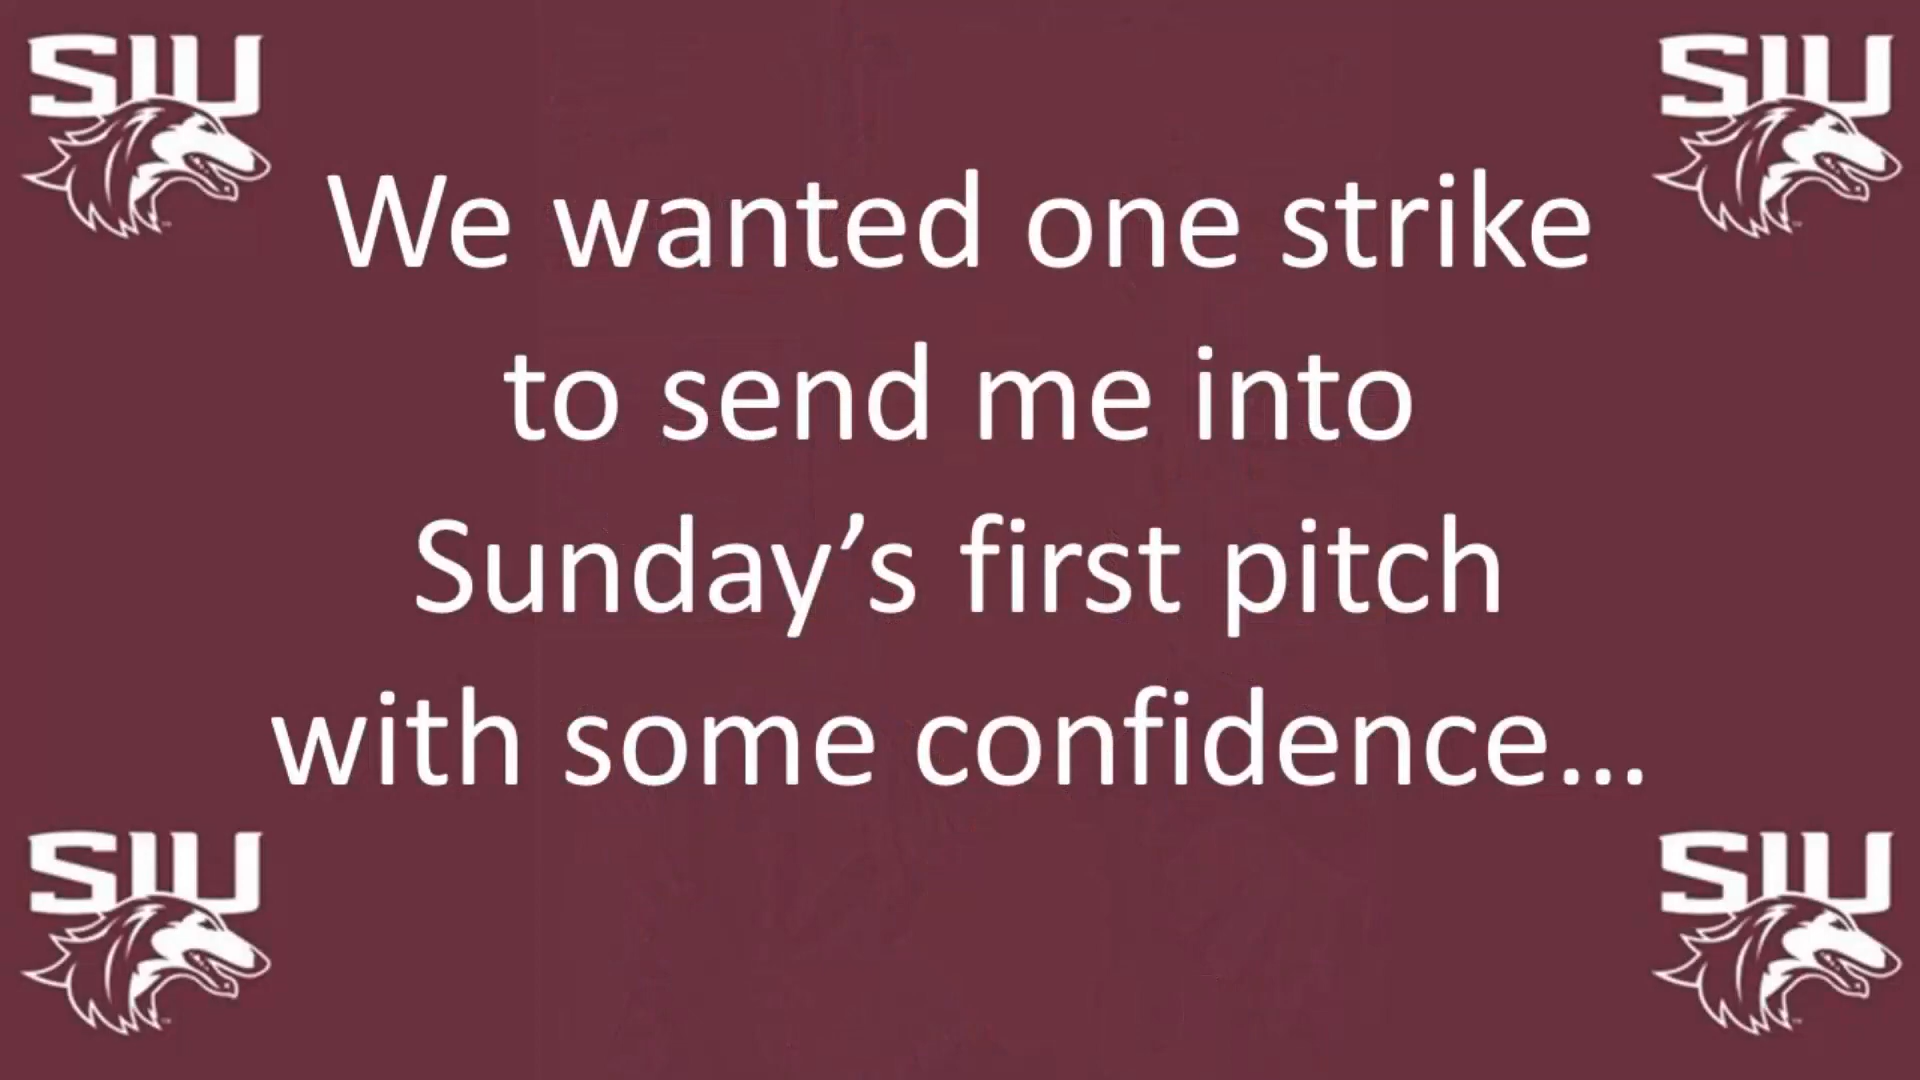 SIU SIU
We wanted one strike
to send me into
Sunday’s first pitch
with some confidence...
SIU SIU